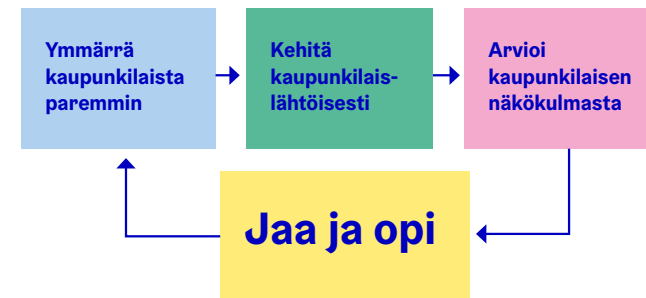 Ymmärrä
kaupunkilaista
paremmin
Kehitä
kaupunkilais-
lähtöisesti
Arvioi
kaupunkilaisen
näkökulmasta
Jaa ja opi